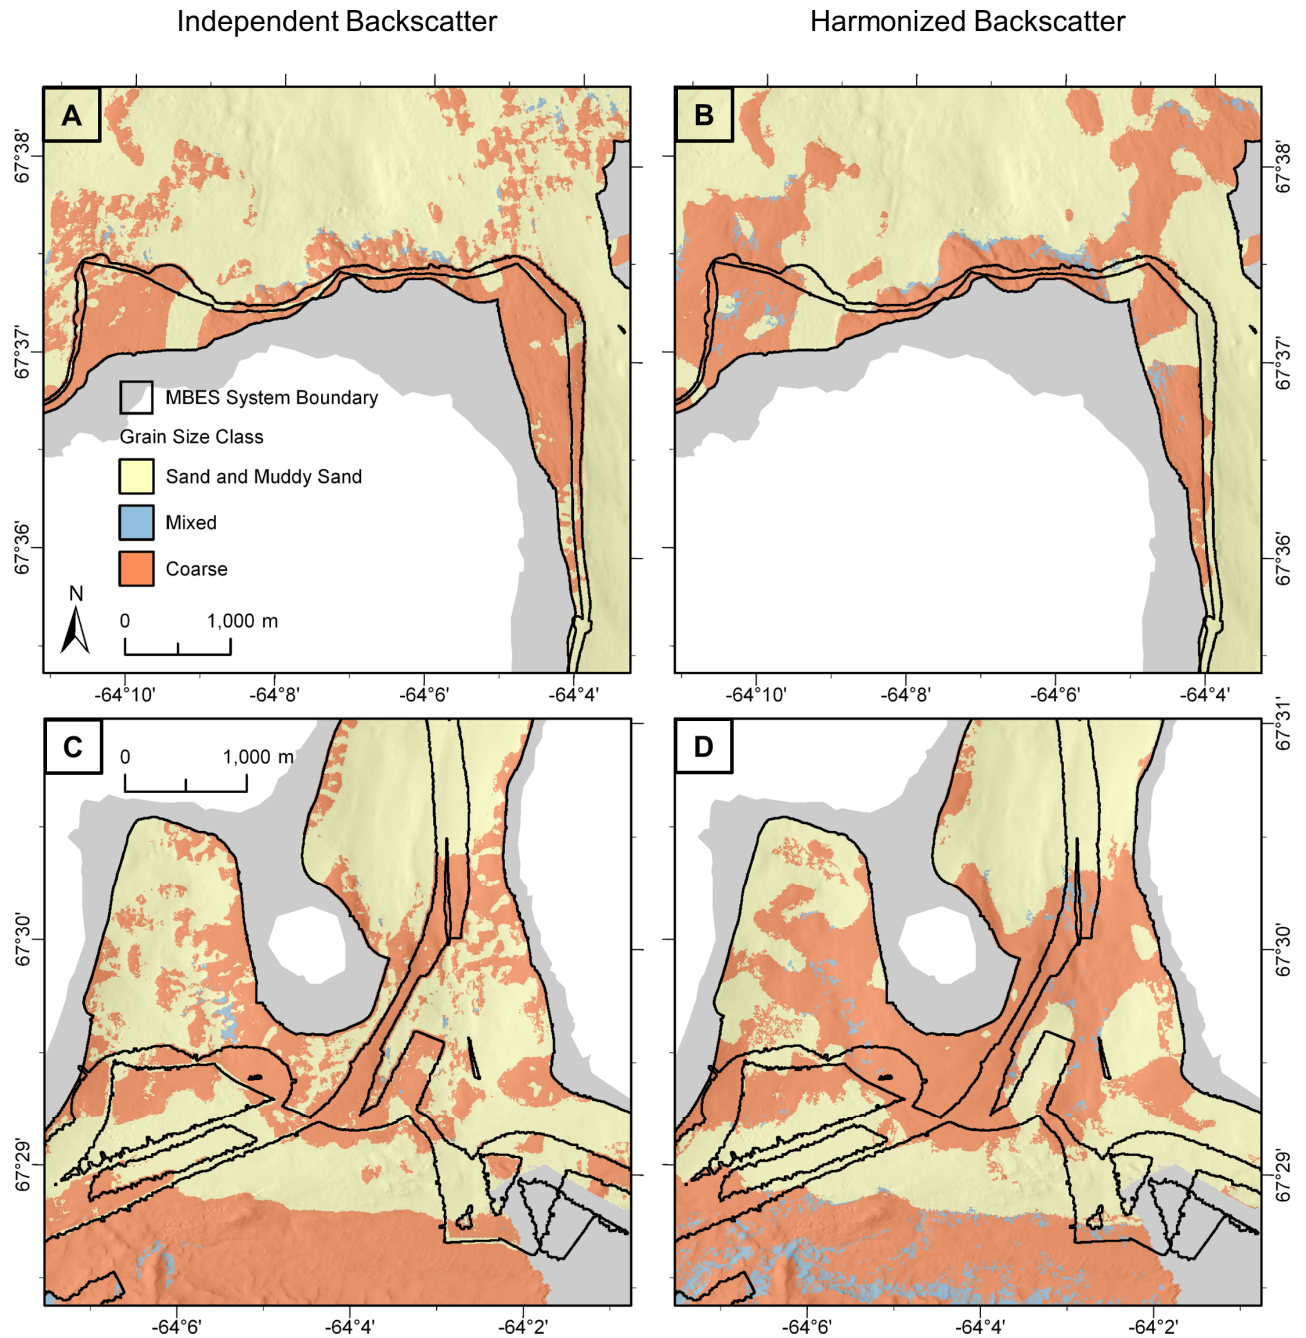 Independent Backscatter
Harmonized Backscatter
A
B
67°38'
67°37'
67°36'
67°38'
67°37'
67°36'
MBES System Boundary
Grain Size Class
Sand and Muddy Sand
Mixed
Coarse
N
0 1,000 m
-64°10' -64°8' -64°6' -64°4'
-64°10' -64°8' -64°6' -64°4'
C
0 1,000 m
D
67°30'
67°29'
67°31'
67°30'
67°29'
-64°6' -64°4' -64°2'
-64°6' -64°4' -64°2'